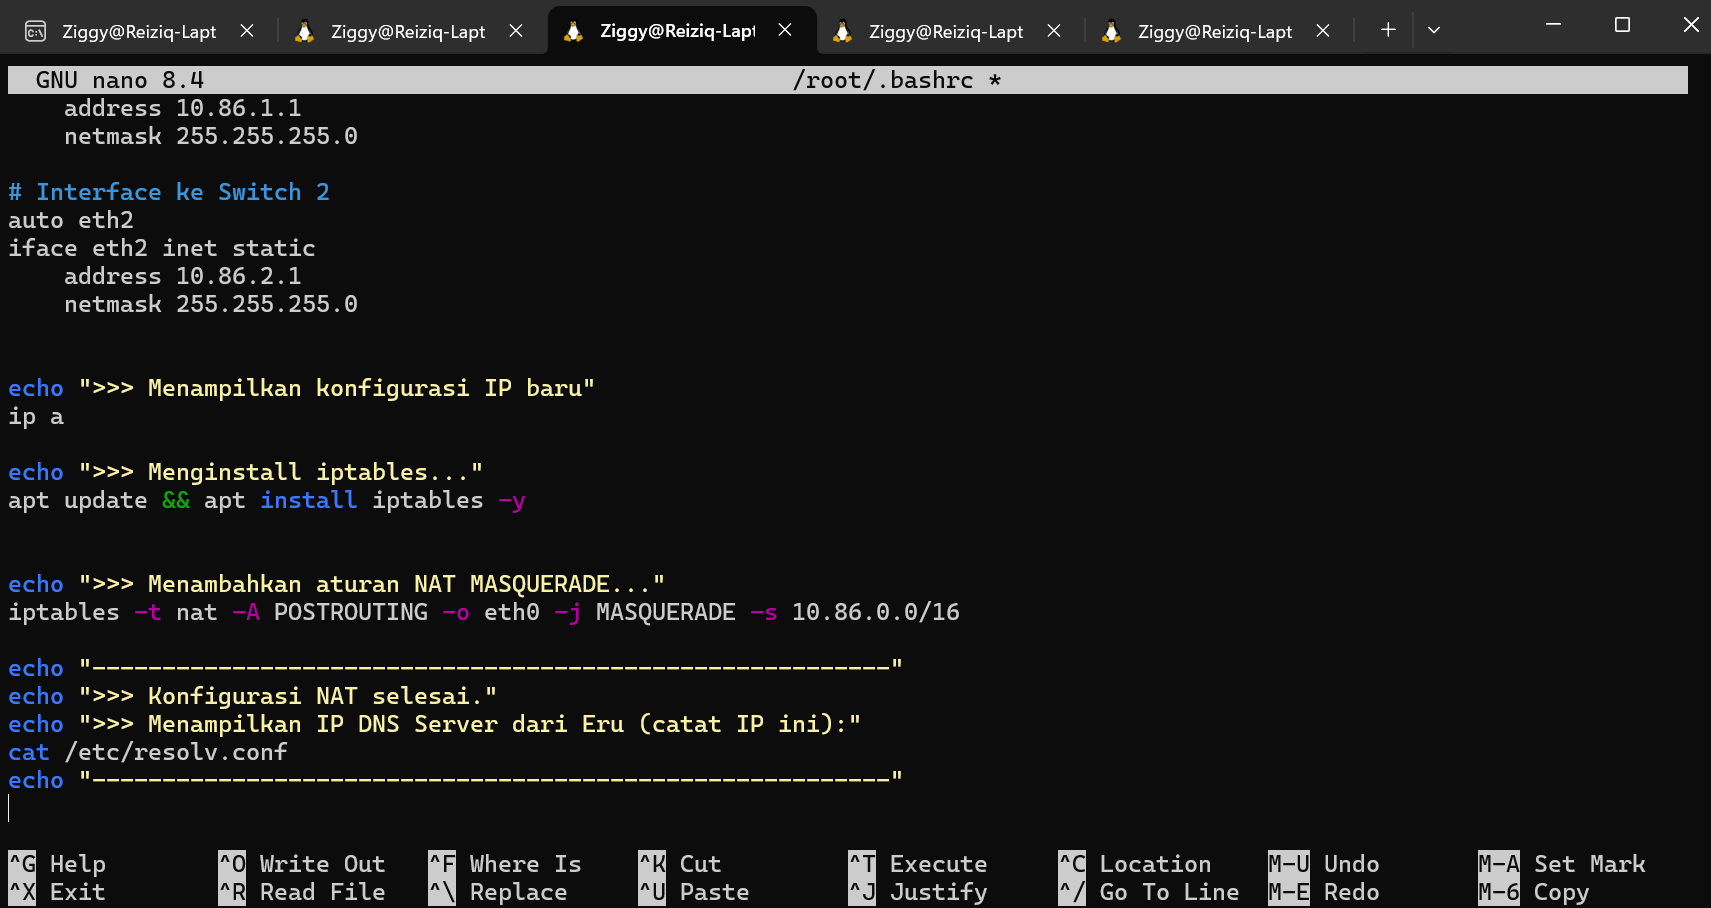 Ziggy@Reiziq-Lapt Ziggy@Reiziq-Lapt Ziggy@Reiziq-Lapt Ziggy@Reiziq-Lapt Ziggy@Reiziq-Lapt
GNU nano 8.4 /root/.bashrc *
address 10.86.1.1
netmask 255.255.255.0
# Interface ke Switch 2
auto eth2
iface eth2 inet static
address 10.86.2.1
netmask 255.255.255.0
echo ">>> Menampilkan konfigurasi IP baru"
ip a
echo ">>> Menginstall iptables..."
apt update && apt install iptables -y
echo ">>> Menambahkan aturan NAT MASQUERADE..."
iptables -t nat -A POSTROUTING -o eth0 -j MASQUERADE -s 10.86.0.0/16
echo "---------------------------------------------------------"
echo ">>> Konfigurasi NAT selesai."
echo ">>> Menampilkan IP DNS Server dari Eru (catat IP ini):"
cat /etc/resolv.conf
echo "---------------------------------------------------------"
^G Help ^O Write Out ^F Where Is ^K Cut ^T Execute ^C Location M-U Undo M-A Set Mark
^X Exit ^R Read File ^\ Replace ^U Paste ^J Justify ^/ Go To Line M-E Redo M-6 Copy